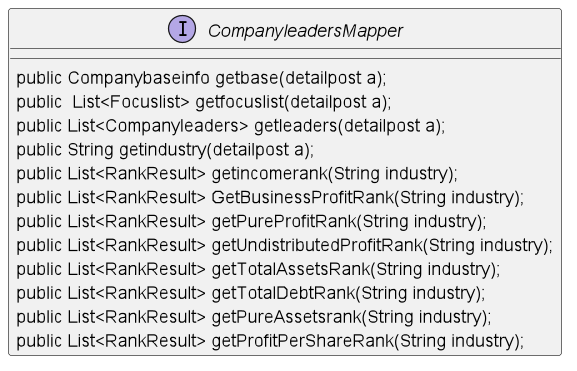 I CompanyleadersMapper
public Companybaseinfo getbase(detailpost a);
public  List<Focuslist> getfocuslist(detailpost a);
public List<Companyleaders> getleaders(detailpost a);
public String getindustry(detailpost a);
public List<RankResult> getincomerank(String industry);
public List<RankResult> GetBusinessProfitRank(String industry);
public List<RankResult> getPureProfitRank(String industry);
public List<RankResult> getUndistributedProfitRank(String industry);
public List<RankResult> getTotalAssetsRank(String industry);
public List<RankResult> getTotalDebtRank(String industry);
public List<RankResult> getPureAssetsrank(String industry);
public List<RankResult> getProfitPerShareRank(String industry);